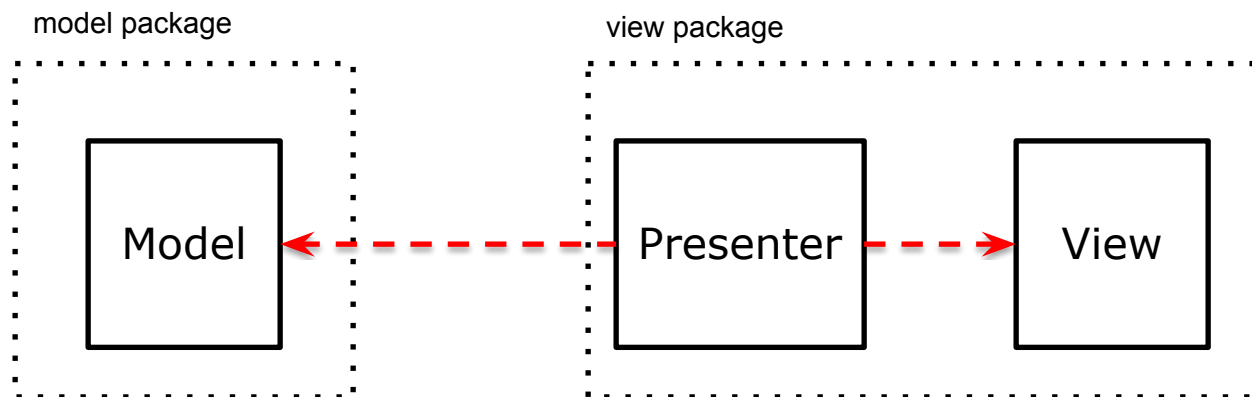 model package
view package
Model
Presenter
View